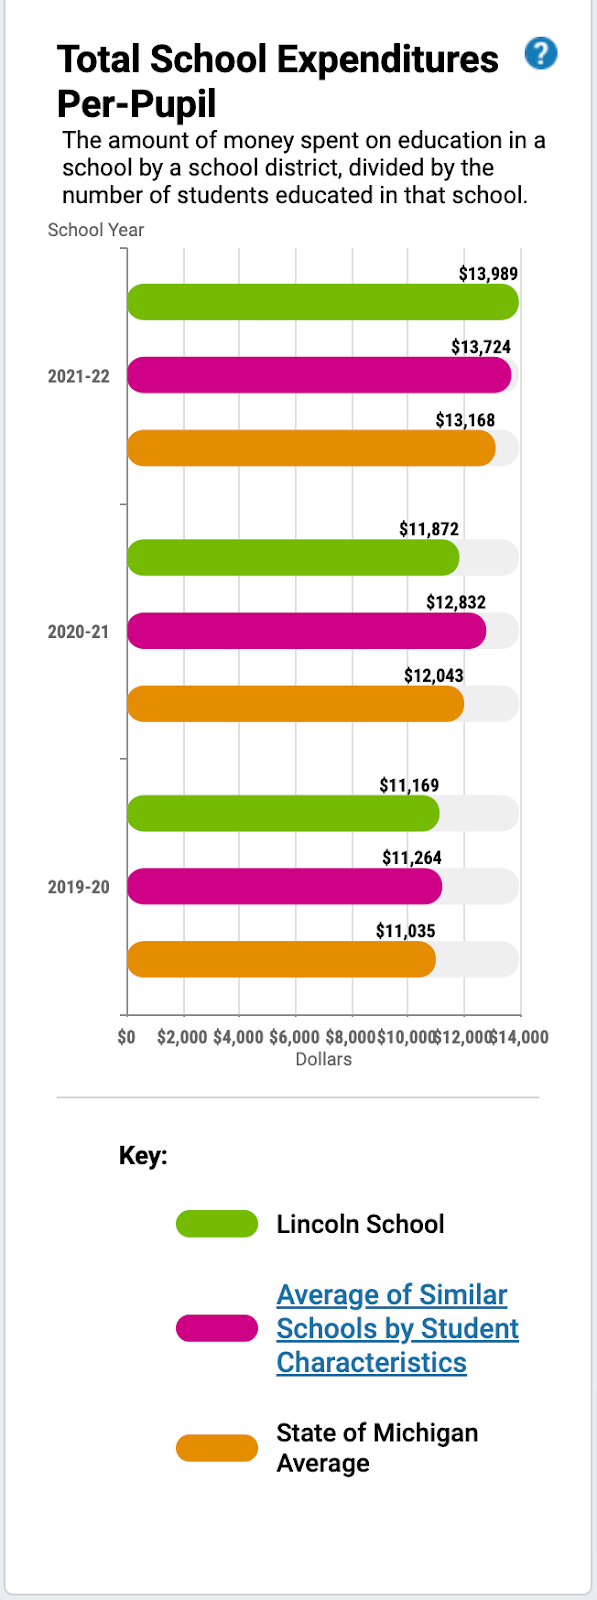 Total School Expenditures
?
Per-Pupil
The amount of money spent on education in a
school by a school district, divided by the
number of students educated in that school.
School Year
$13,989
$13,724
2021-22
$13,168
$11,872
$12,832
2020-21
$12,043
$11,169
$11,264
2019-20
$11,035
$0 $2,000 $4,000 $6,000 $8,000 $10,000 $12,000 $14,000
Dollars
Key:
Lincoln School
Average of Similar
Schools by Student
Characteristics
State of Michigan
Average